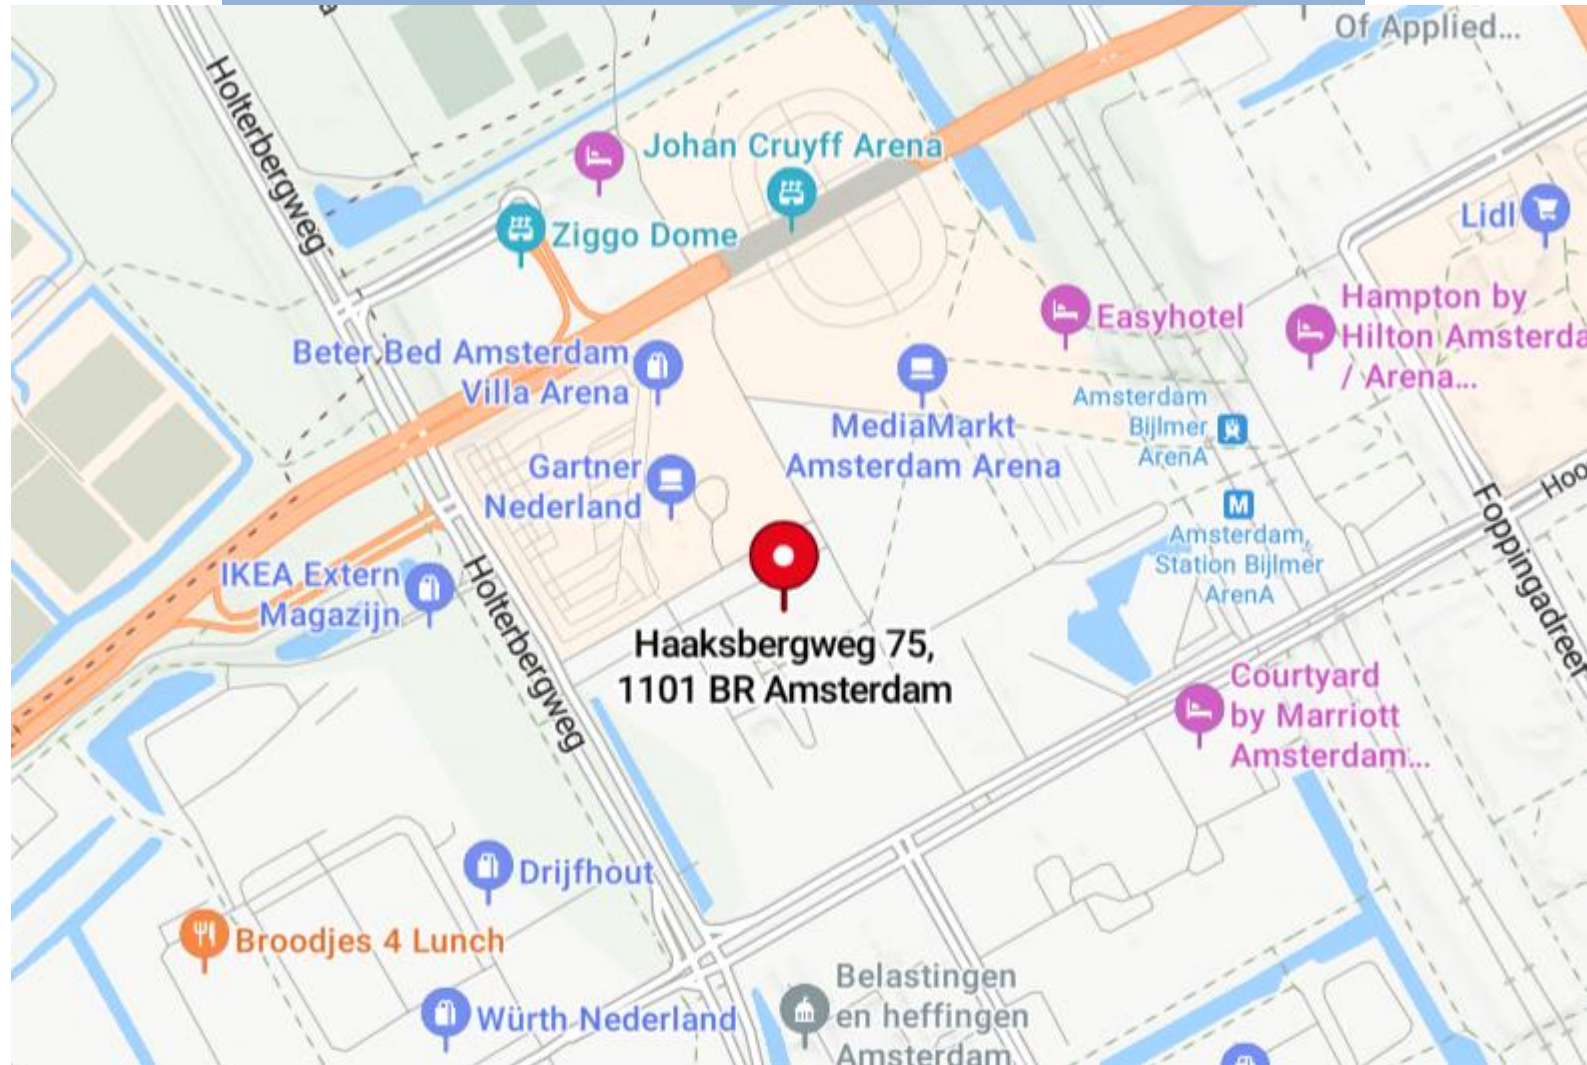 Of Applied...
Holterbergweg
Johan Cruyff Arena
Ziggo Dome
Lidl
Easyhotel
Hampton by
Hilton Amsterda
/ Arena...
Beter Bed Amsterdam
Villa Arena
MediaMarkt
Amsterdam Arena
Amsterdam
Bijlmer
ArenA
Gartner
Nederland
M
Amsterdam,
Station Bijlmer
ArenA
Hoo
Foppingadreef
IKEA Extern
Magazijn
Holterbergweg
Haaksbergweg 75,
1101 BR Amsterdam
Courtyard
by Marriott
Amsterdam...
Drijfhout
Broodjes 4 Lunch
Würth Nederland
Belastingen
en heffingen
Amsterdam